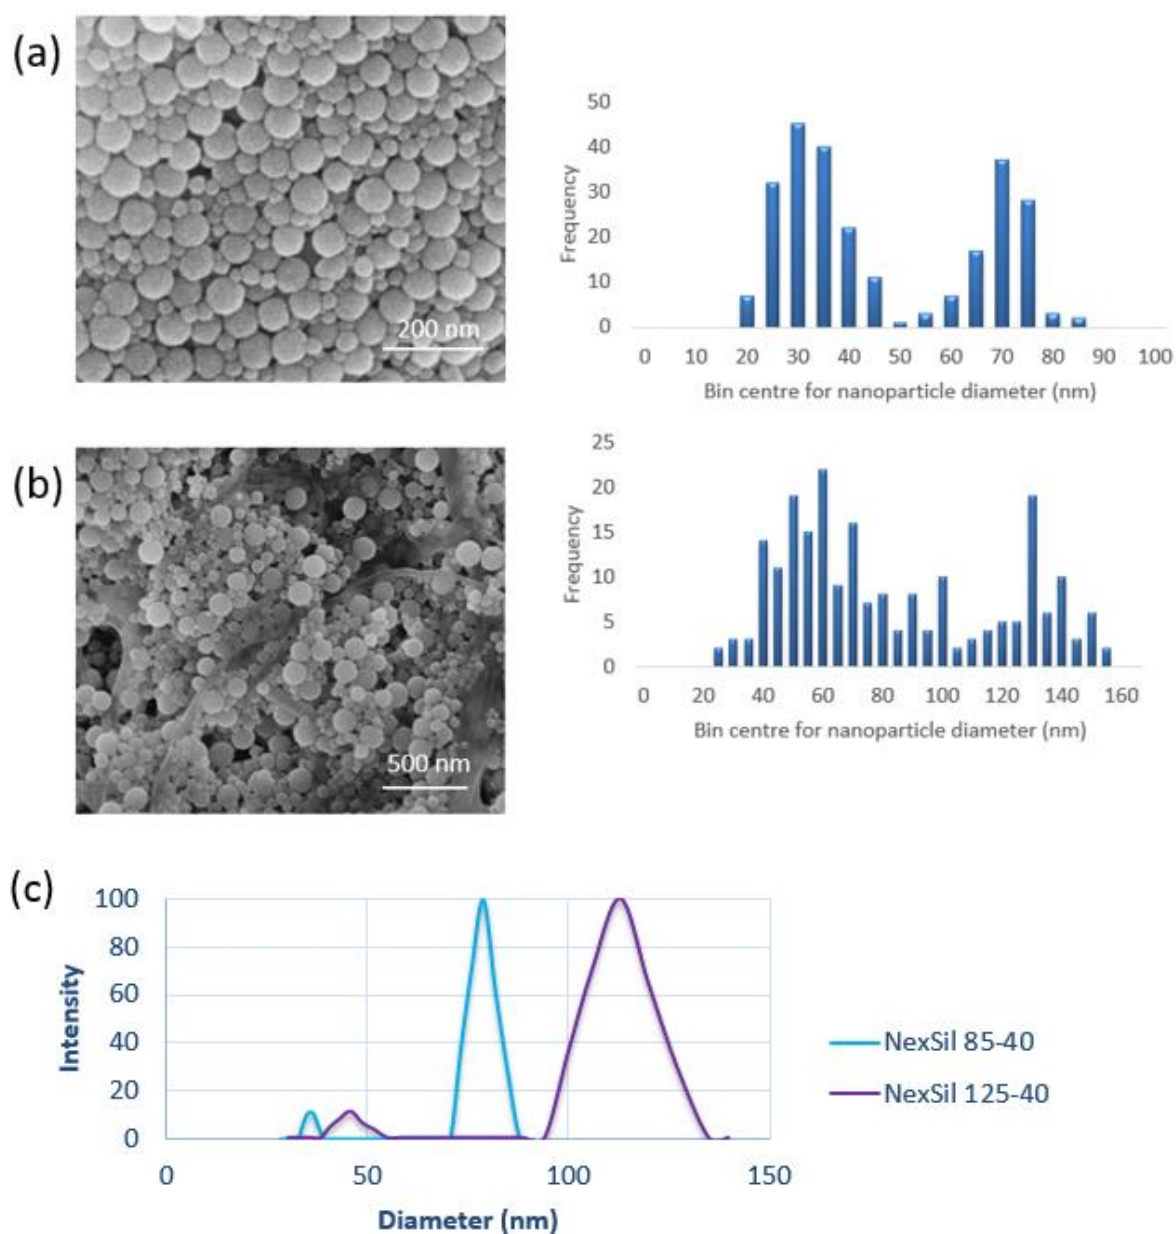 (a)
200 nm
50
40
30
20
10
0
Frequency
0 10 20 30 40 50 60 70 80 90 100
Bin centre for nanoparticle diameter (nm)
(b)
500 nm
25
20
15
10
5
0
Frequency
0 20 40 60 80 100 120 140 160
Bin centre for nanoparticle diameter (nm)
(c)
100
80
60
40
20
0
Intensity
0 50 100 150
Diameter (nm)
NexSil 85-40
NexSil 125-40